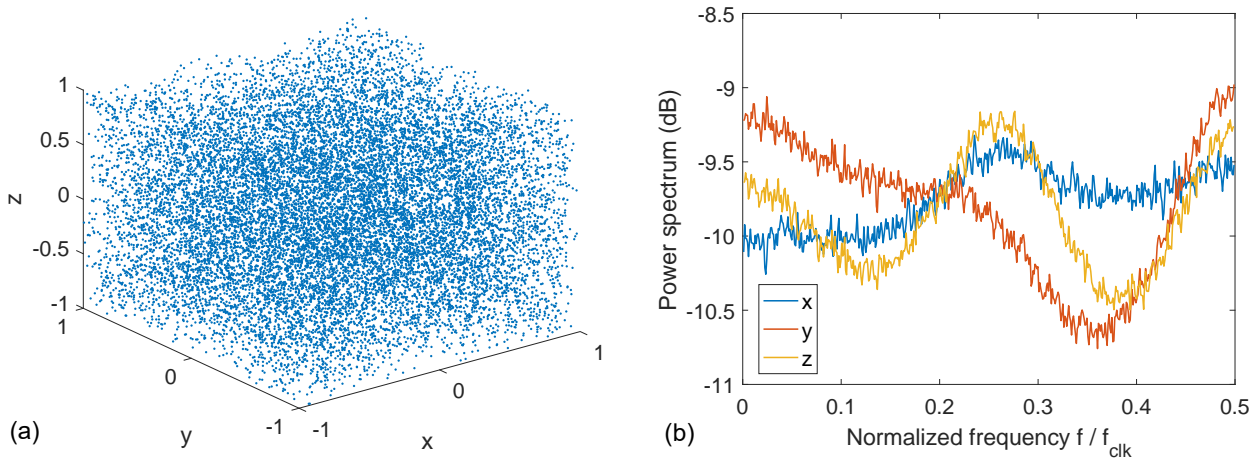 1
0.5
0
-0.5
-1
z
1
0
-1
y
-1
0
1
x
(a)
-8.5
-9
-9.5
-10
-10.5
-11
Power spectrum (dB)
x
y
z
0
0.1
0.2
0.3
0.4
0.5
Normalized frequency f / f_clk
(b)